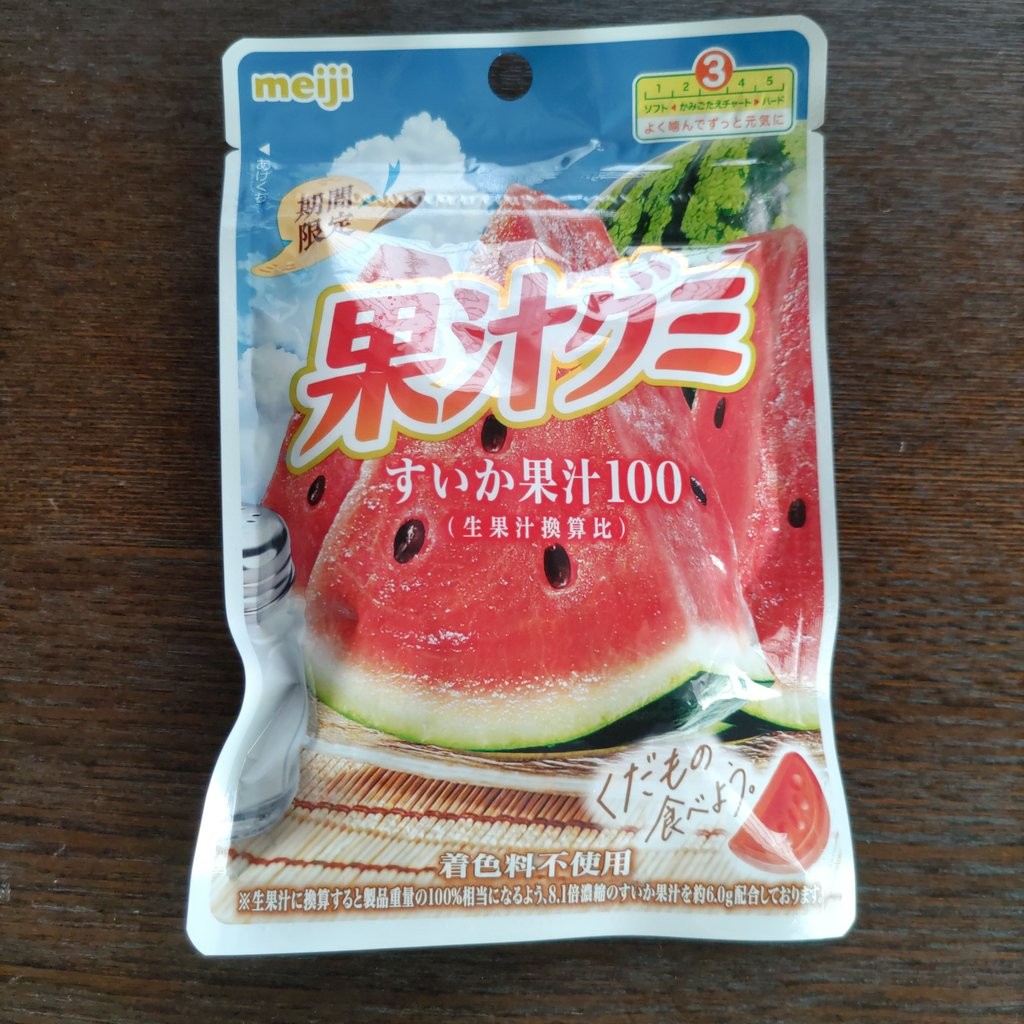 meiji
1 2 3 4 5
ソフト◀かみごたえチャート▶ハード
よく噛んでずっと元気に
◀あけくち
期間
限定
果汁グミ
すいか果汁100
(生果汁換算比)
くだもの
食べよう。
着色料不使用
※生果汁に換算すると製品重量の100%相当になるよう、8.1倍濃縮のすいか果汁を約6.0g配合しております。